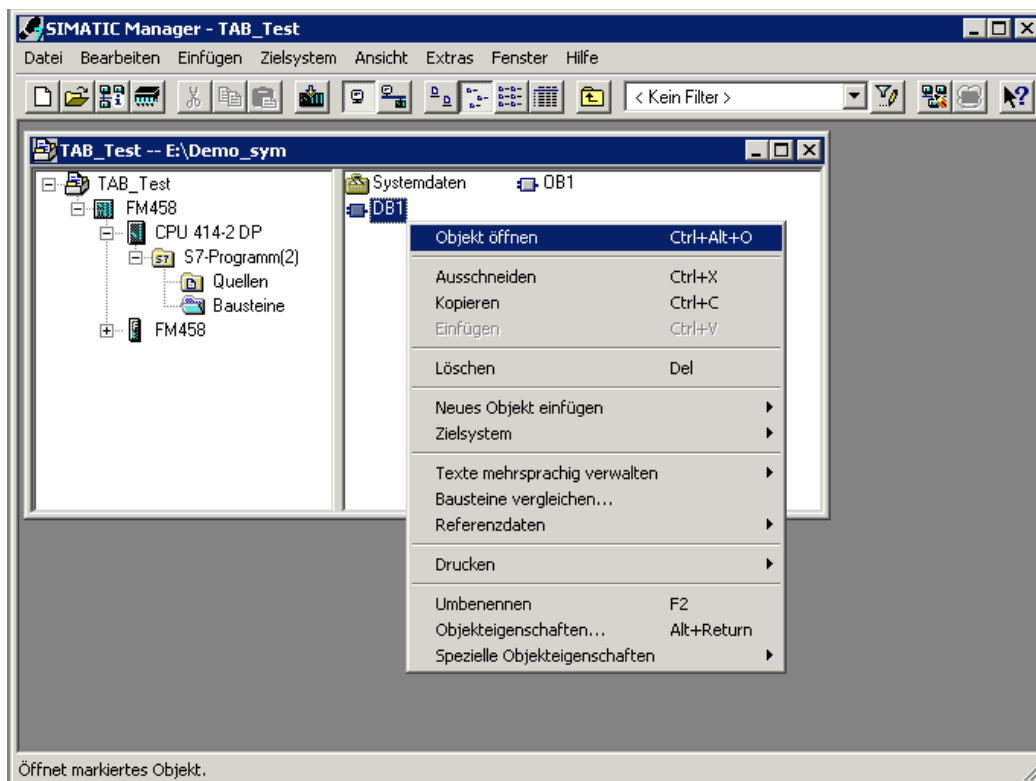 SIMATIC Manager - TAB_Test
Datei Bearbeiten Einfügen Zielsystem Ansicht Extras Fenster Hilfe
< Kein Filter >
TAB_Test -- E:\Demo_sym
TAB_Test
FM458
CPU 414-2 DP
S7-Programm(2)
Quellen
Bausteine
FM458
Systemdaten OB1
DB1
Objekt öffnen Ctrl+Alt+O
Ausschneiden Ctrl+X
Kopieren Ctrl+C
Einfügen Ctrl+V
Löschen Del
Neues Objekt einfügen
Zielsystem
Texte mehrsprachig verwalten
Bausteine vergleichen...
Referenzdaten
Drucken
Umbenennen F2
Objekteigenschaften... Alt+Return
Spezielle Objekteigenschaften
Öffnet markiertes Objekt.